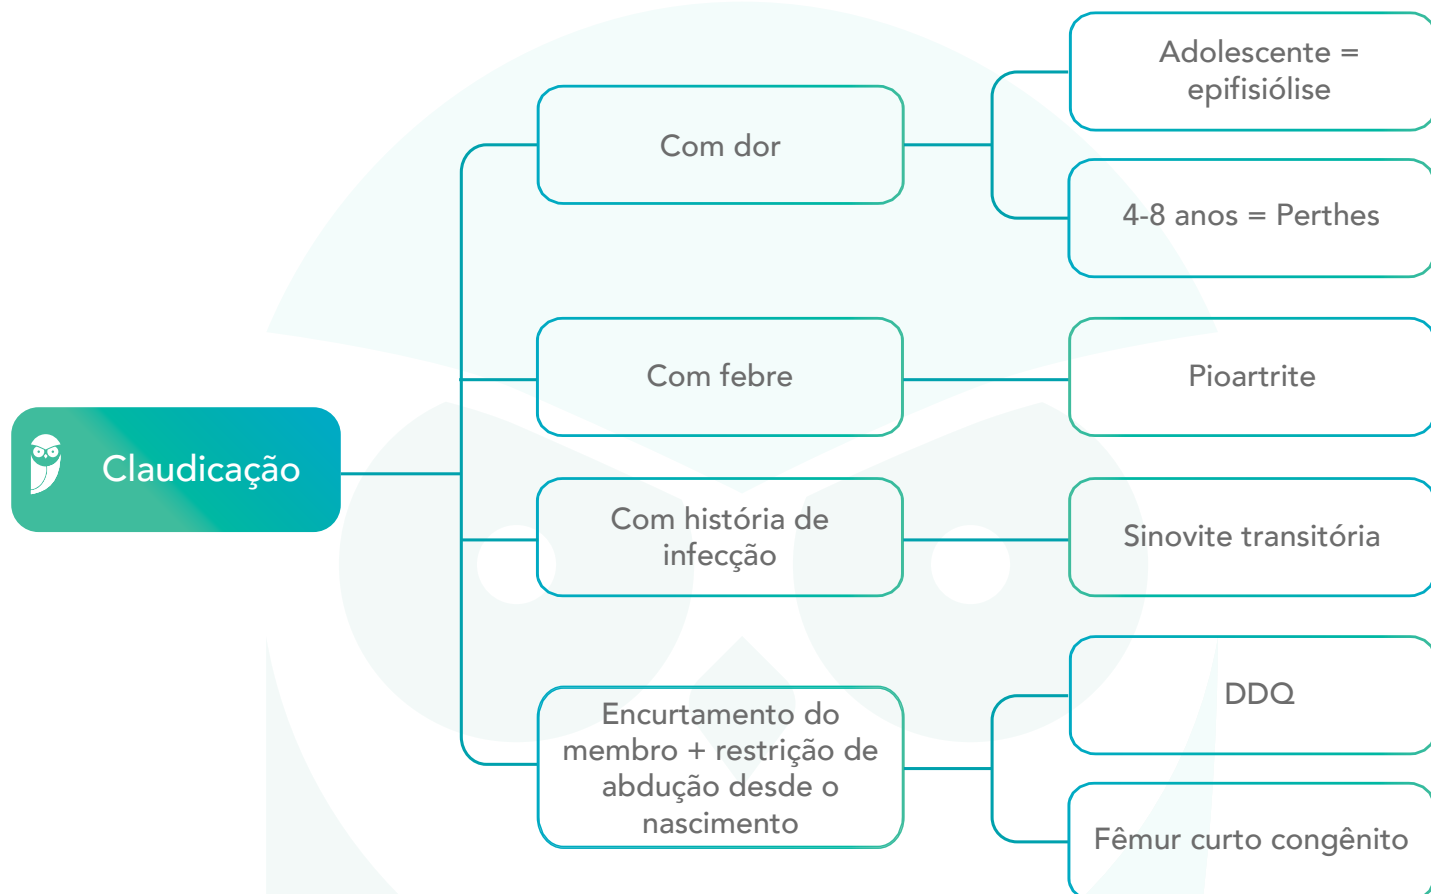 Claudicação
Com dor
Adolescente =
epifisiólise
4-8 anos = Perthes
Com febre
Pioartrite
Com história de
infecção
Sinovite transitória
Encurtamento do
membro + restrição de
abdução desde o
nascimento
DDQ
Fêmur curto congênito